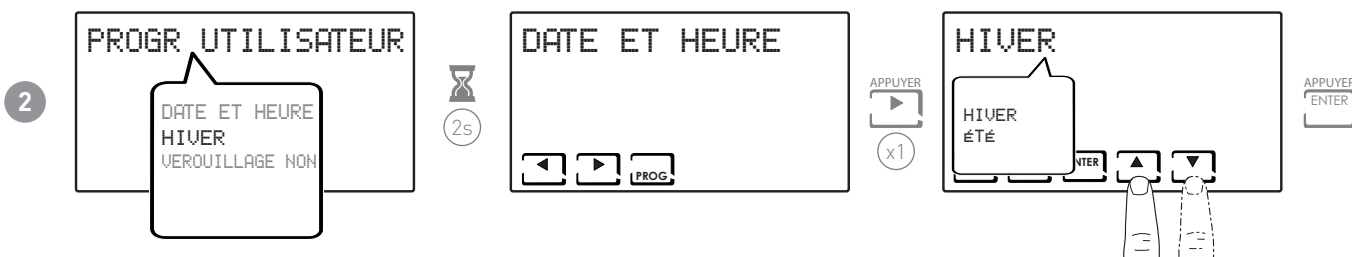 2
PROGR UTILISATEUR
DATE ET HEURE
HIVER
VEROUILLAGE NON
2s
DATE ET HEURE
PROG
APPUYER
x1
HIVER
HIVER
éTé
APPUYER
ENTER